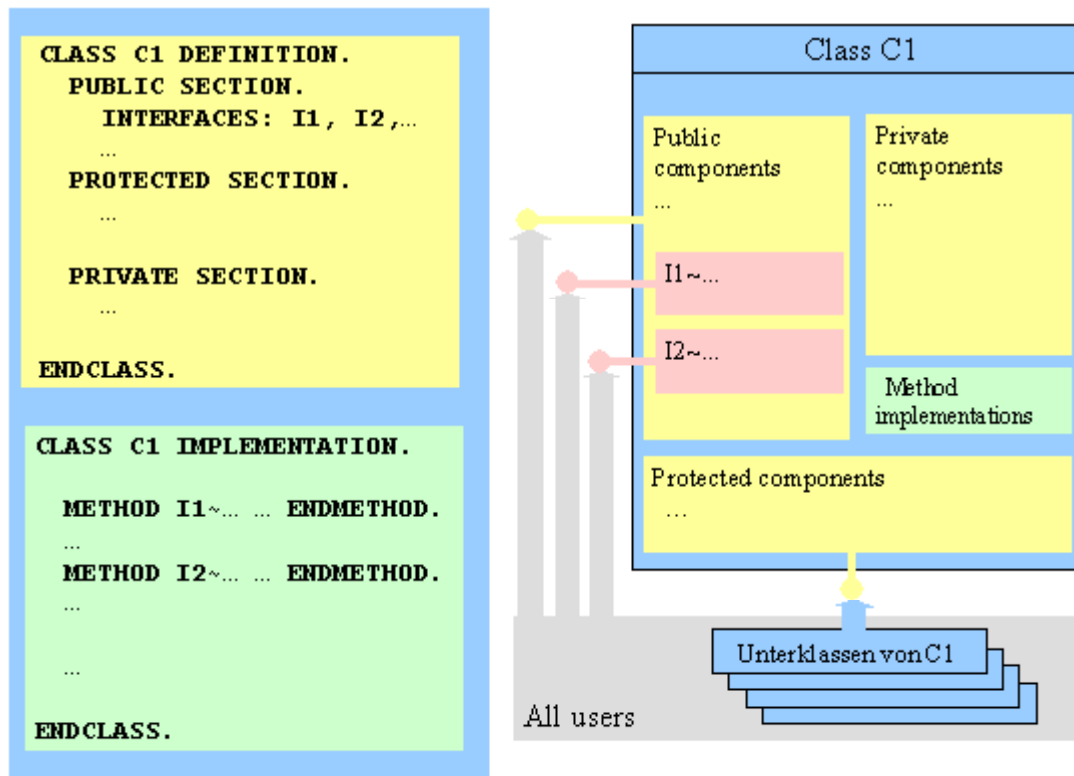 CLASS C1 DEFINITION.
PUBLIC SECTION.
INTERFACES: I1, I2,...
...
PROTECTED SECTION.
...
PRIVATE SECTION.
...
ENDCLASS.
CLASS C1 IMPLEMENTATION.
METHOD I1~... ... ENDMETHOD.
...
METHOD I2~... ... ENDMETHOD.
...
...
ENDCLASS.
Class C1
Public
components
...
I1~...
I2~...
Private
components
...
Method
implementations
Protected components
...
Unterklassen von C1
All users